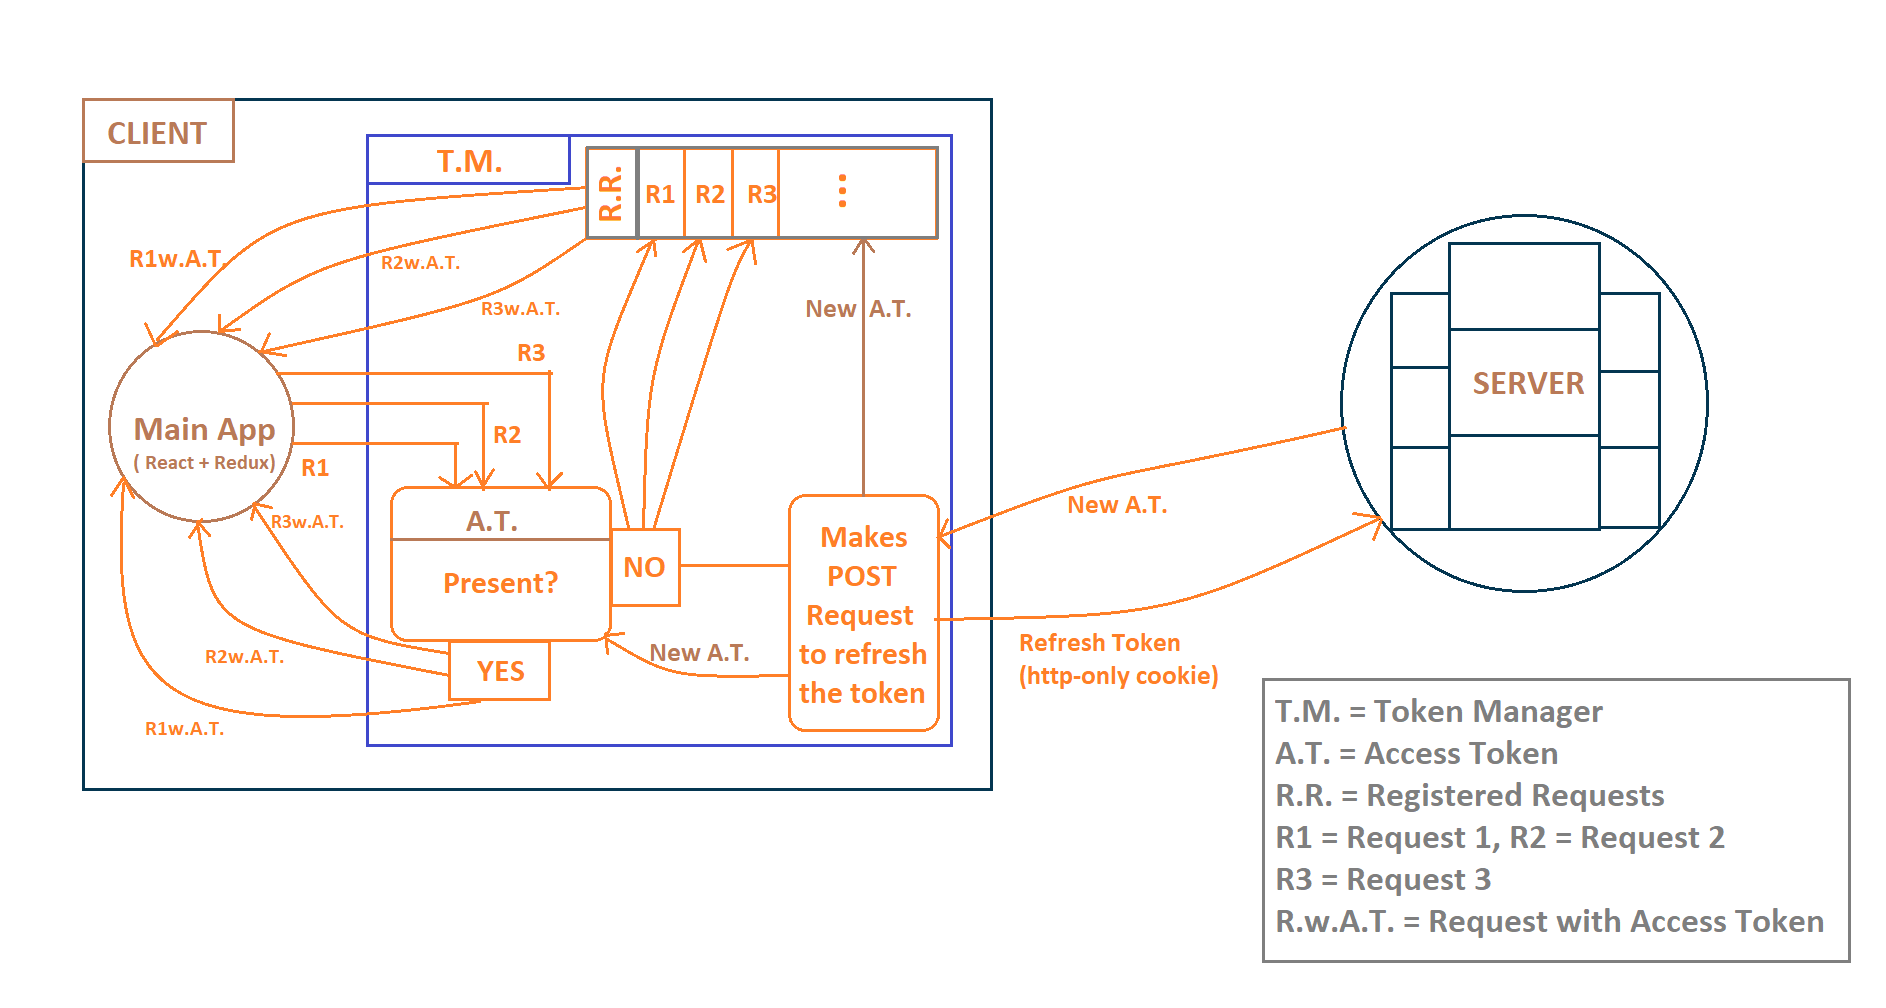 CLIENT
T.M.
R.R.
R1
R2
R3
...
R1w.A.T.
R2w.A.T.
R3w.A.T.
New A.T.
R3
Main App
( React + Redux)
R2
R1
SERVER
R3w.A.T.
A.T.
Present?
NO
YES
Makes
POST
Request
to refresh
the token
New A.T.
New A.T.
Refresh Token
(http-only cookie)
R2w.A.T.
R1w.A.T.
T.M. = Token Manager
A.T. = Access Token
R.R. = Registered Requests
R1 = Request 1, R2 = Request 2
R3 = Request 3
R.w.A.T. = Request with Access Token